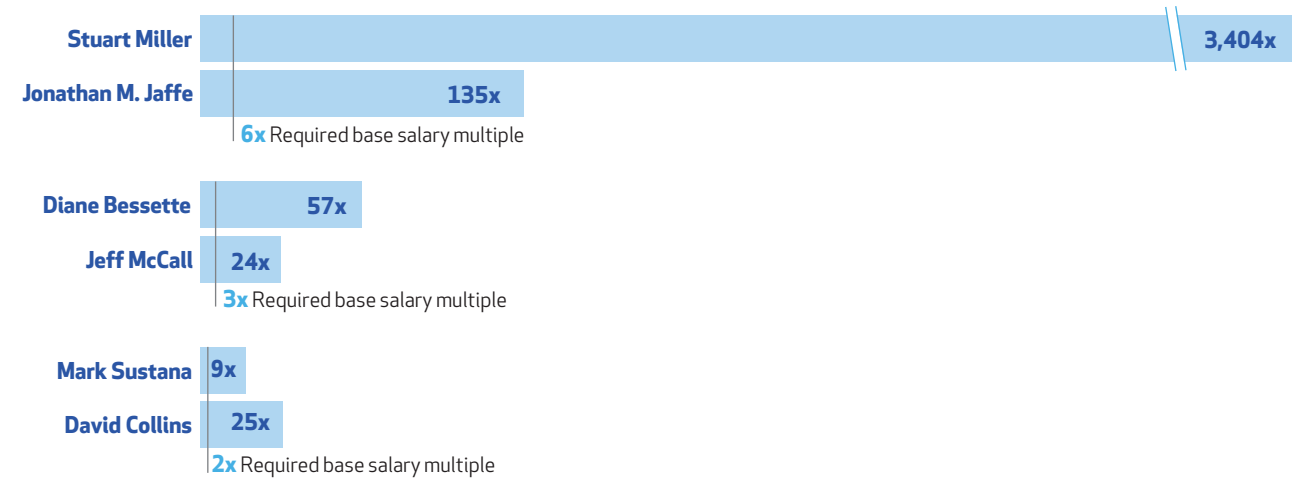 Stuart Miller 3,404x
Jonathan M. Jaffe 135x
6x Required base salary multiple
Diane Bessette 57x
Jeff McCall 24x
3x Required base salary multiple
Mark Sustana 9x
David Collins 25x
2x Required base salary multiple